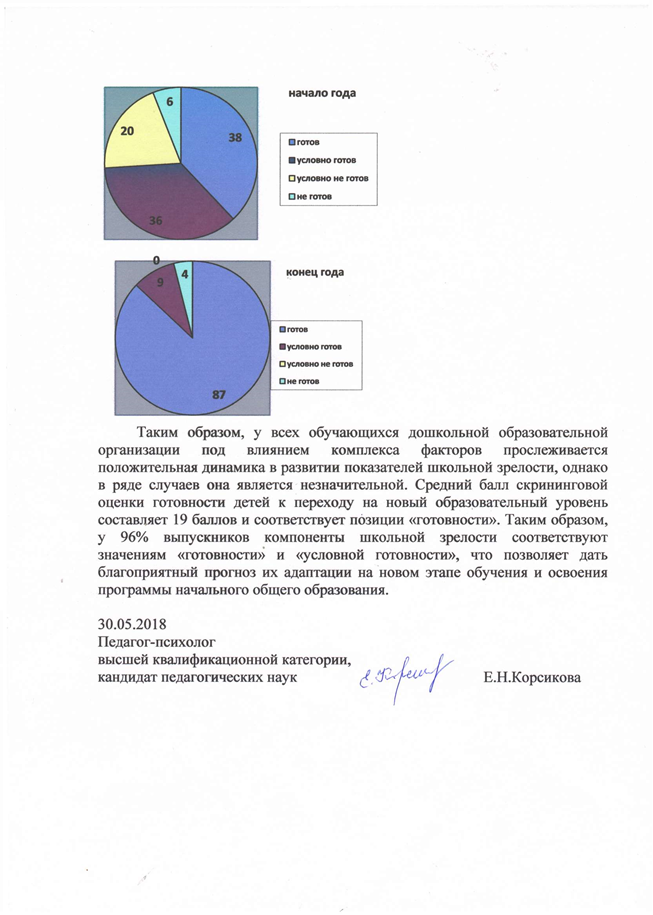 начало года
6
20
38
36
готов
условно готов
условно не готов
не готов
конец года
0
9
4
87
готов
условно готов
условно не готов
не готов
Таким образом, у всех обучающихся дошкольной образовательной
организации под влиянием комплекса факторов прослеживается
положительная динамика в развитии показателей школьной зрелости, однако
в ряде случаев она является незначительной. Средний балл скрининговой
оценки готовности детей к переходу на новый образовательный уровень
составляет 19 баллов и соответствует позиции «готовности». Таким образом,
у 96% выпускников компоненты школьной зрелости соответствуют
значениям «готовности» и «условной готовности», что позволяет дать
благоприятный прогноз их адаптации на новом этапе обучения и освоения
программы начального общего образования.
30.05.2018
Педагог-психолог
высшей квалификационной категории,
кандидат педагогических наук Е.Н.Корсикова